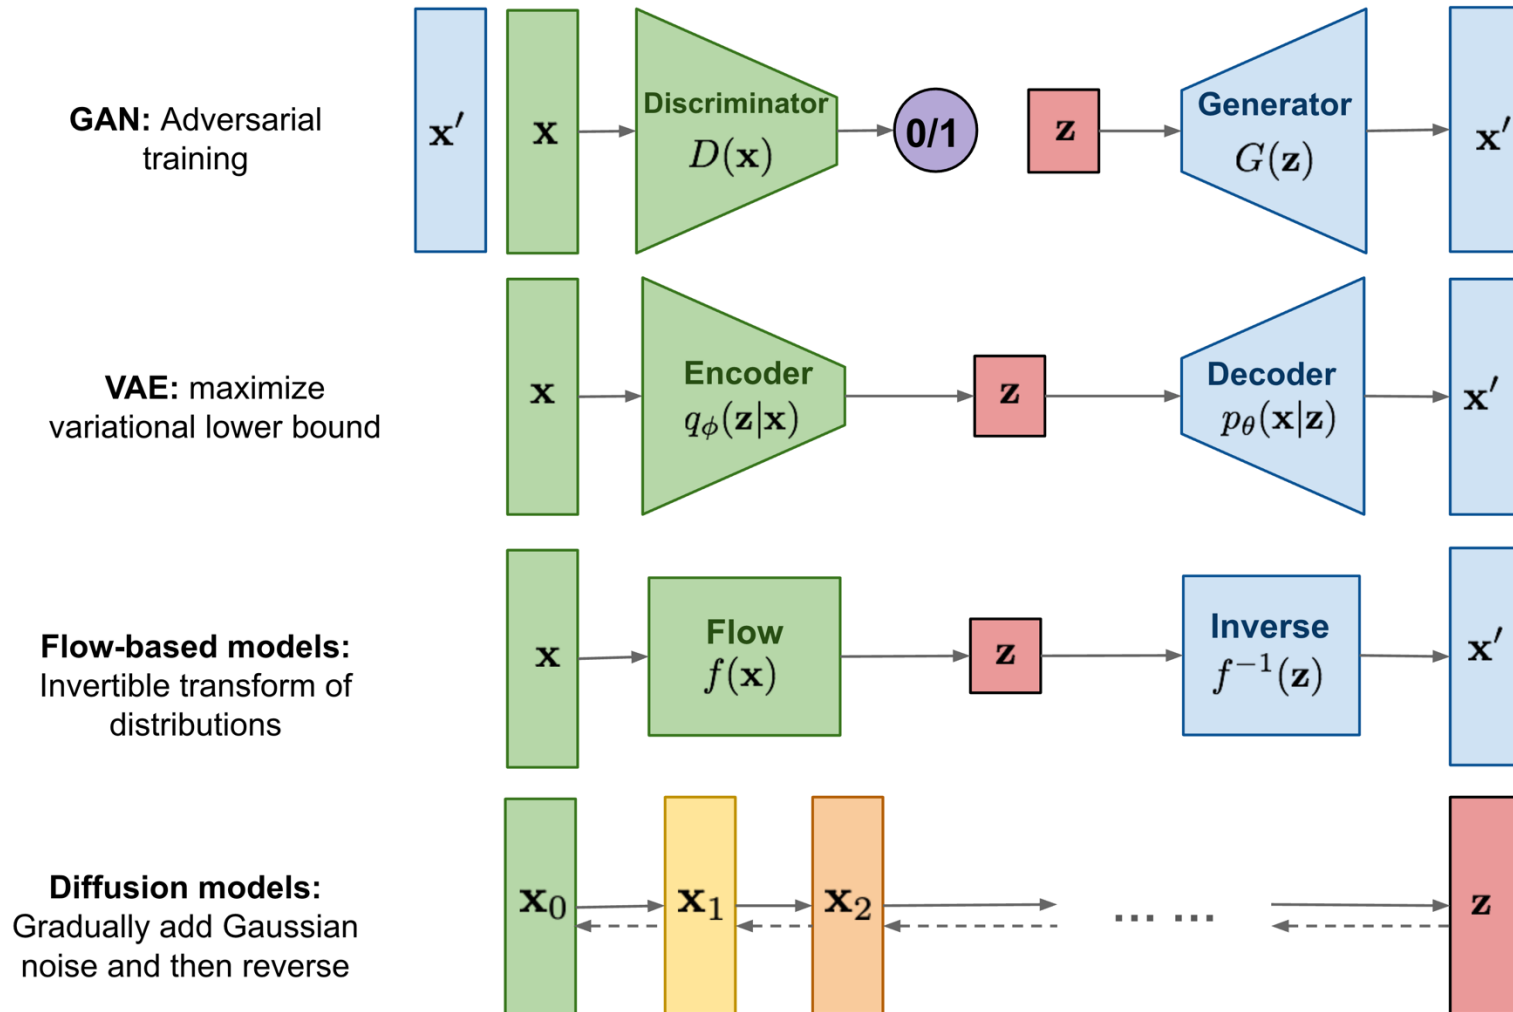 GAN: Adversarial
training
x′
x
Discriminator
D(x)
0/1
z
Generator
G(z)
x′
VAE: maximize
variational lower bound
x
Encoder
qϕ(z|x)
z
Decoder
pθ(x|z)
x′
Flow-based models:
Invertible transform of
distributions
x
Flow
f(x)
z
Inverse
f⁻¹(z)
x′
Diffusion models:
Gradually add Gaussian
noise and then reverse
x₀
x₁
x₂
... ...
z